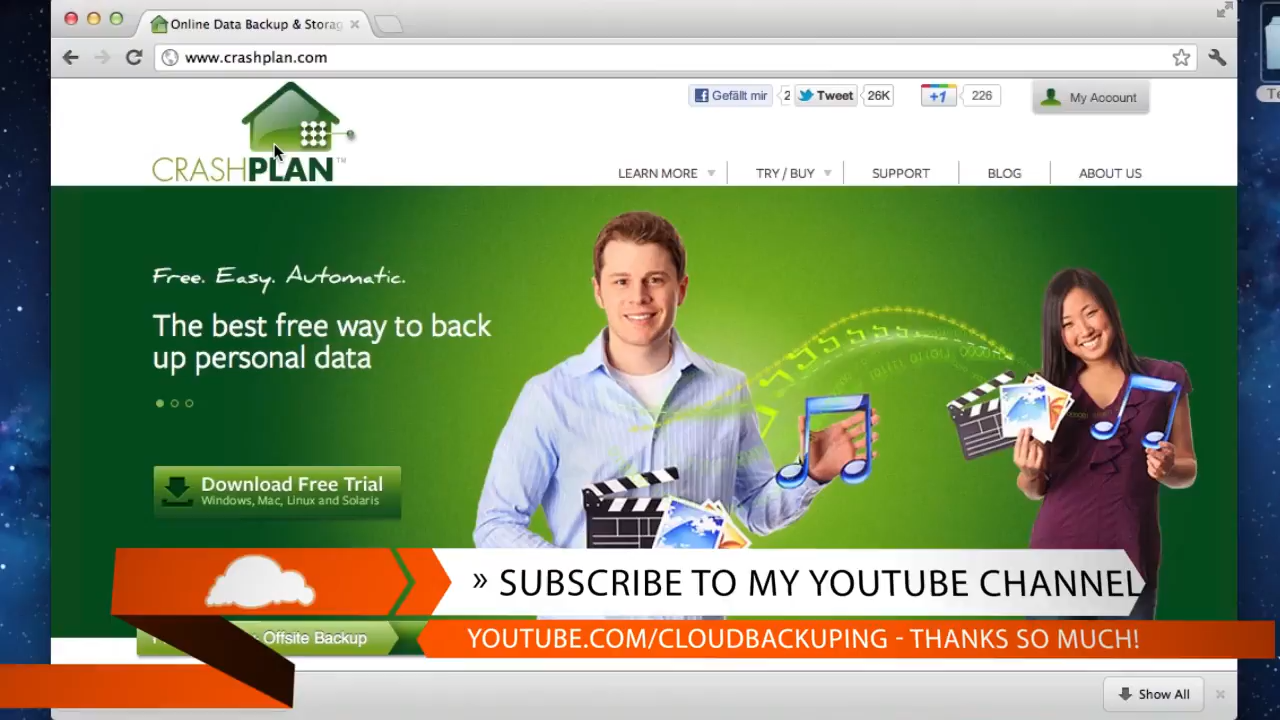 Online Data Backup & Storag
www.crashplan.com
Gefällt mir
2
Tweet
26K
+1
226
My Account
CRASHPLAN™
LEARN MORE
TRY / BUY
SUPPORT
BLOG
ABOUT US
Free. Easy. Automatic.
The best free way to back
up personal data
Download Free Trial
Windows, Mac, Linux and Solaris
» SUBSCRIBE TO MY YOUTUBE CHANNEL
Offsite Backup
YOUTUBE.COM/CLOUDBACKUPING - THANKS SO MUCH!
Show All